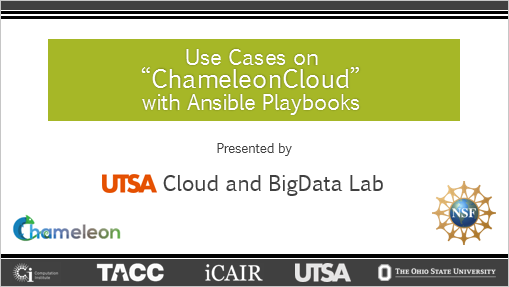 Use Cases on
“ChameleonCloud”
with Ansible Playbooks
Presented by
UTSA Cloud and BigData Lab
NSF
Chameleon
Ci Computation Institute
TACC
iCAIR
UTSA
THE OHIO STATE UNIVERSITY